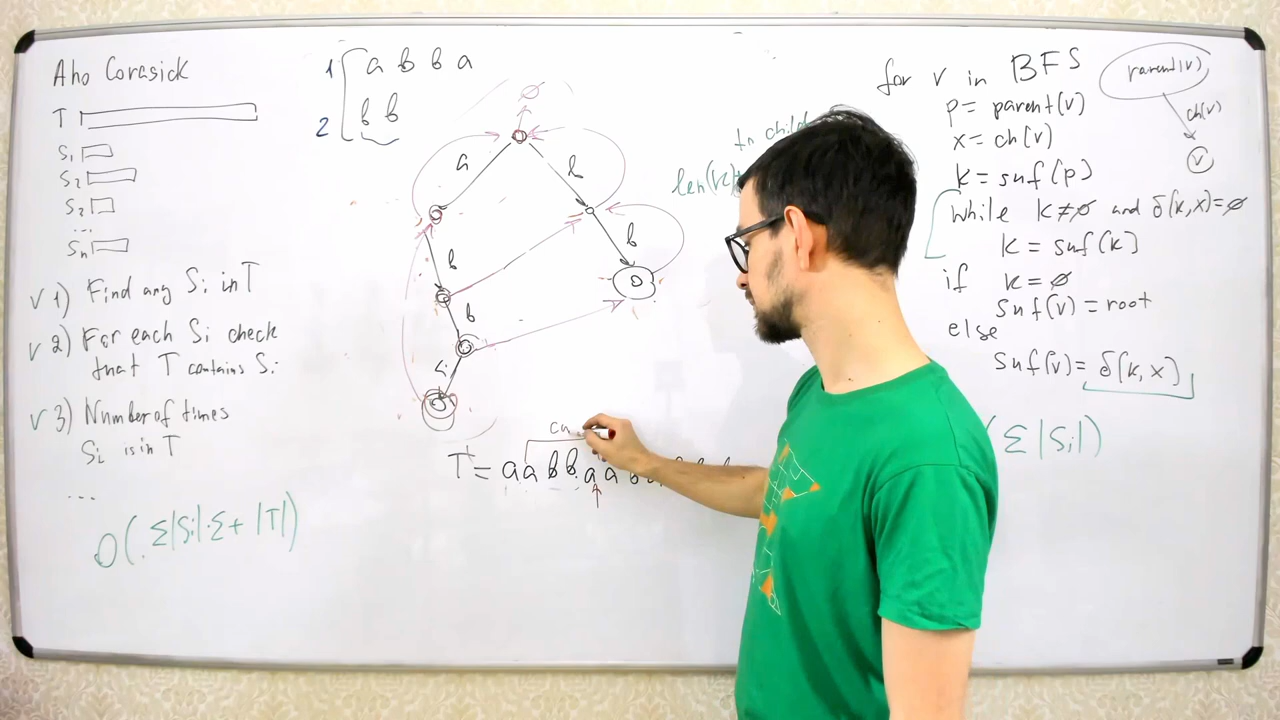 Aho Corasick
T
S₁
S₂
S₂
...
Sₙ
v 1) Find any Sᵢ in T
v 2) For each Sᵢ check
that T contains Sᵢ
v 3) Number of times
Sᵢ is in T
...
O(Σ|Sᵢ|·Σ + |T|)
1 a b b a
2 b b
∅
a
b
b
b
b
T = a a b b a a b
len(k)
for v in BFS
p = parent(v)
x = ch(v)
k = suf(p)
while k ≠ ∅ and δ(k,x) = ∅
k = suf(k)
if k = ∅
suf(v) = root
else
suf(v) = δ(k, x)
parent(v)
ch(v)
v
(Σ|Sᵢ|)